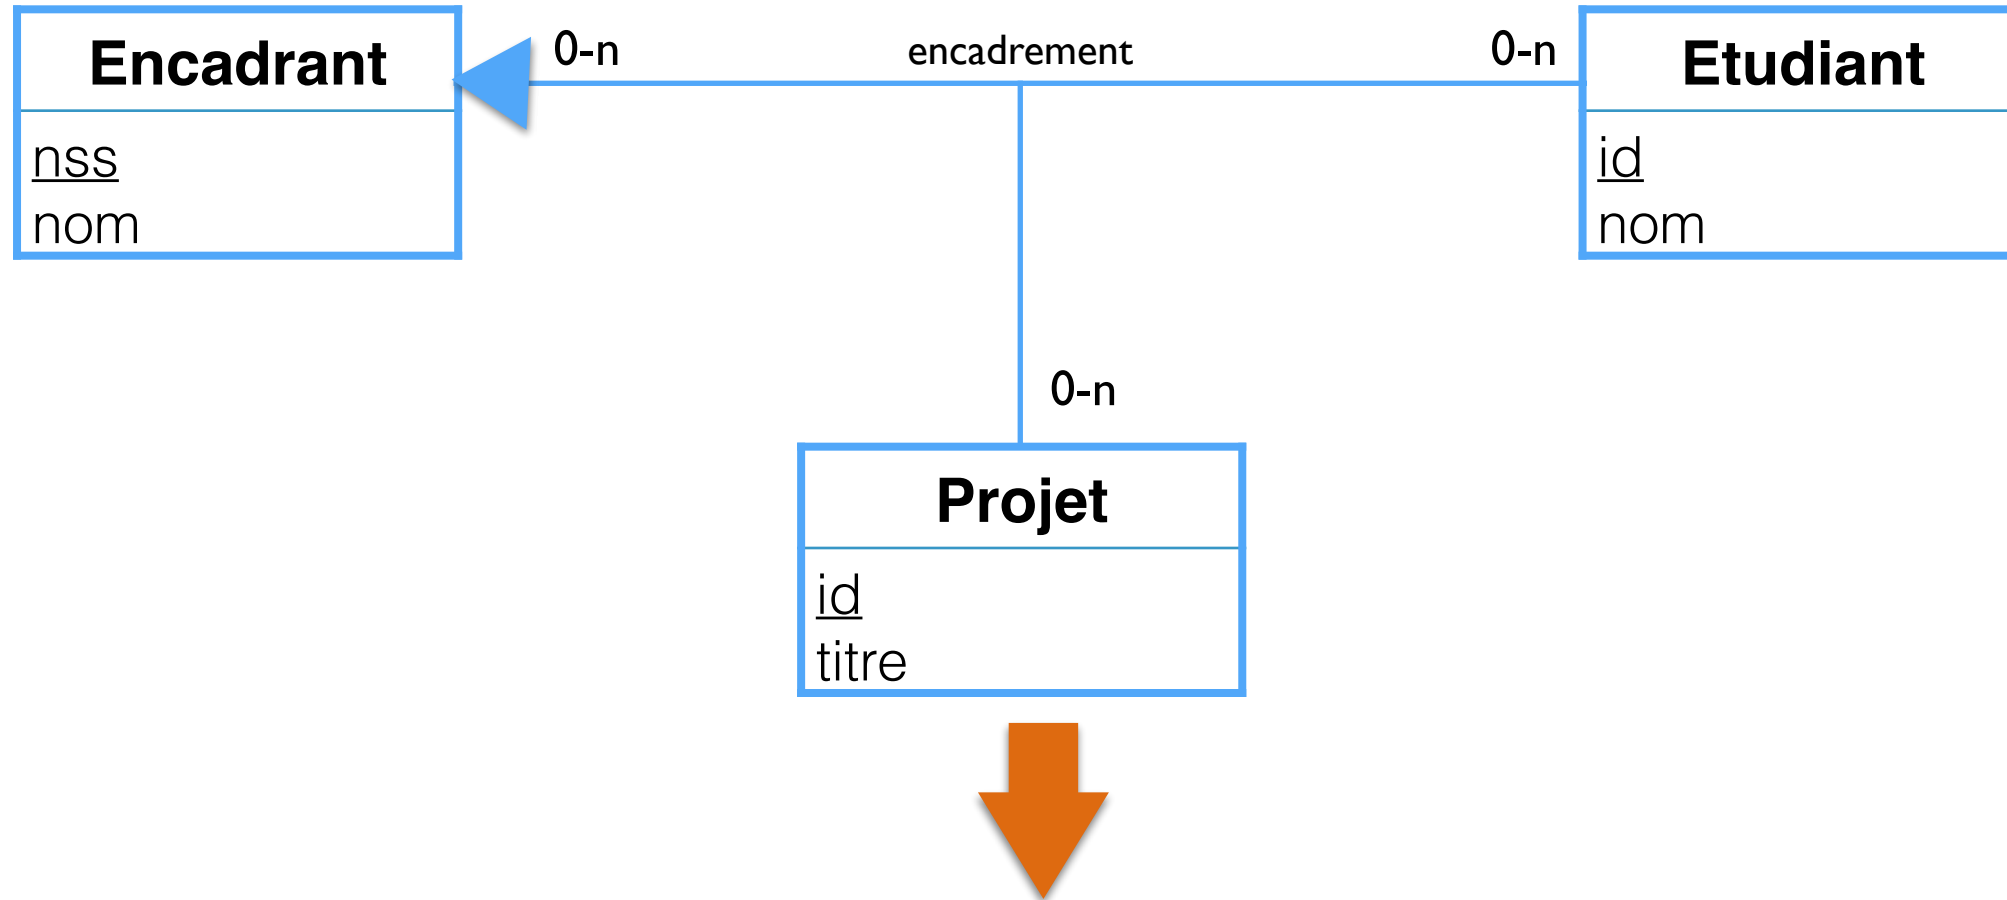 Encadrant
nss
nom
0-n
encadrement
0-n
Etudiant
id
nom
0-n
Projet
id
titre